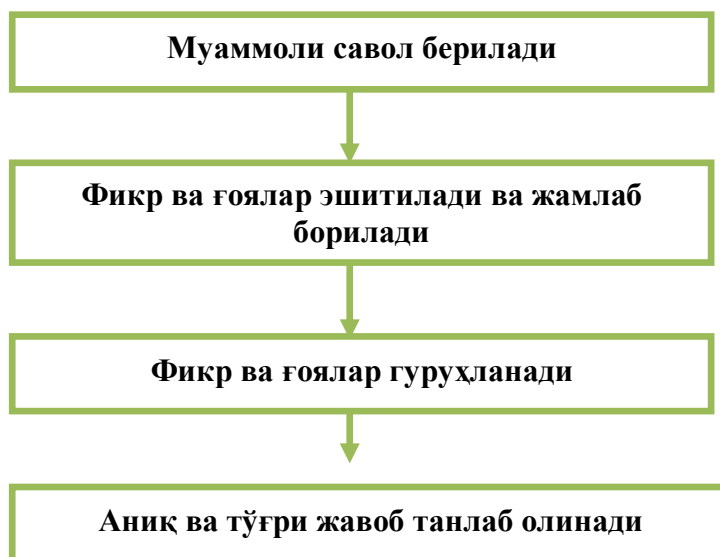 Муаммоли савол берилади
Фикр ва ғоялар эшитилади ва жамлаб
борилади
Фикр ва ғоялар гуруҳланади
Аниқ ва тўғри жавоб танлаб олинади